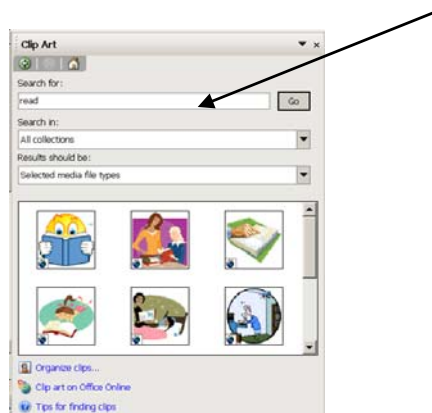 Clip Art
Search for:
read
Go
Search in:
All collections
Results should be:
Selected media file types
Organize clips...
Clip art on Office Online
Tips for finding clips